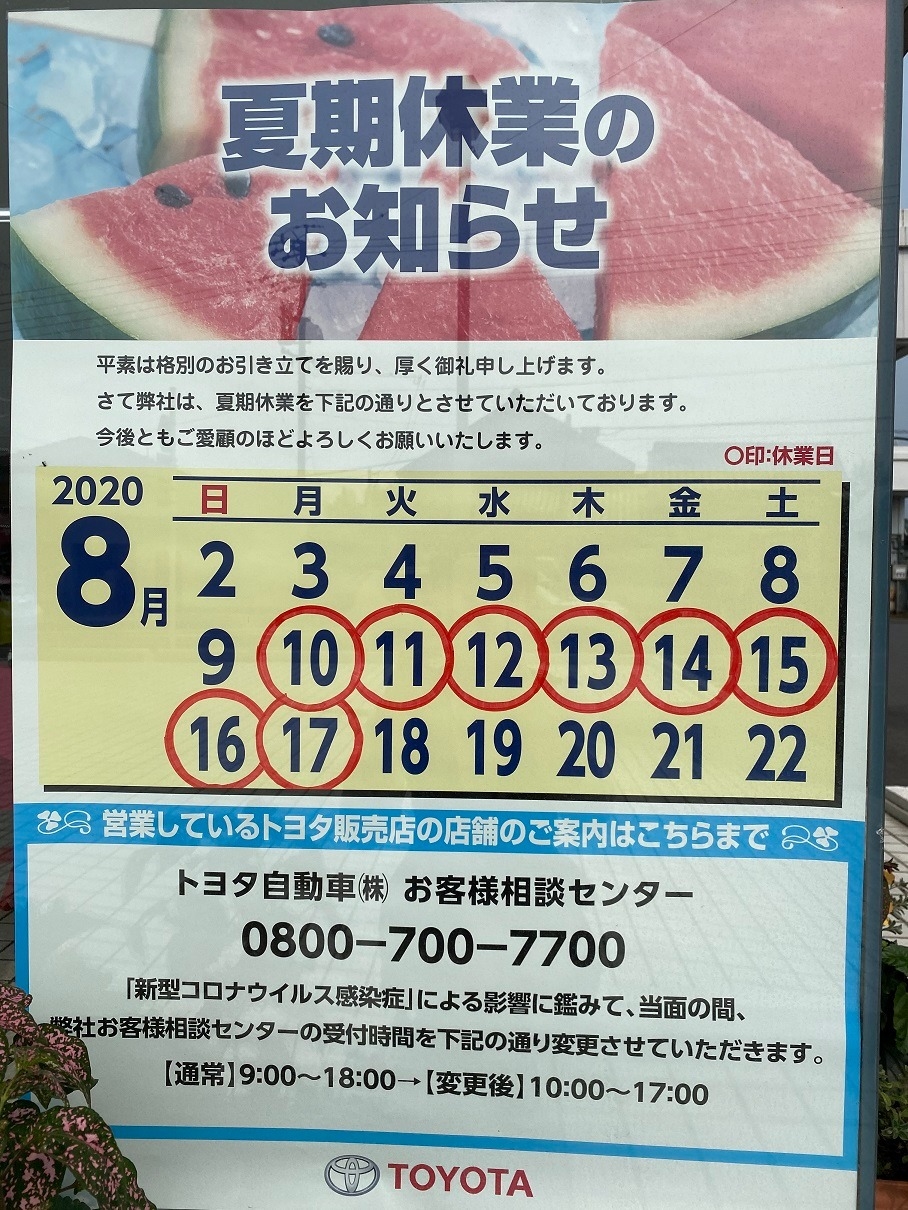 夏期休業の
お知らせ
平素は格別のお引き立てを賜り、厚く御礼申し上げます。
さて弊社は、夏期休業を下記の通りとさせていただいております。
今後ともご愛顧のほどよろしくお願いいたします。
〇印:休業日
2020
8月
日 月 火 水 木 金 土
2 3 4 5 6 7 8
9 10 11 12 13 14 15
16 17 18 19 20 21 22
営業しているトヨタ販売店の店舗のご案内はこちらまで
トヨタ自動車㈱ お客様相談センター
0800-700-7700
「新型コロナウイルス感染症」による影響に鑑みて、当面の間、
弊社お客様相談センターの受付時間を下記の通り変更させていただきます。
【通常】9:00～18:00→【変更後】10:00～17:00
TOYOTA